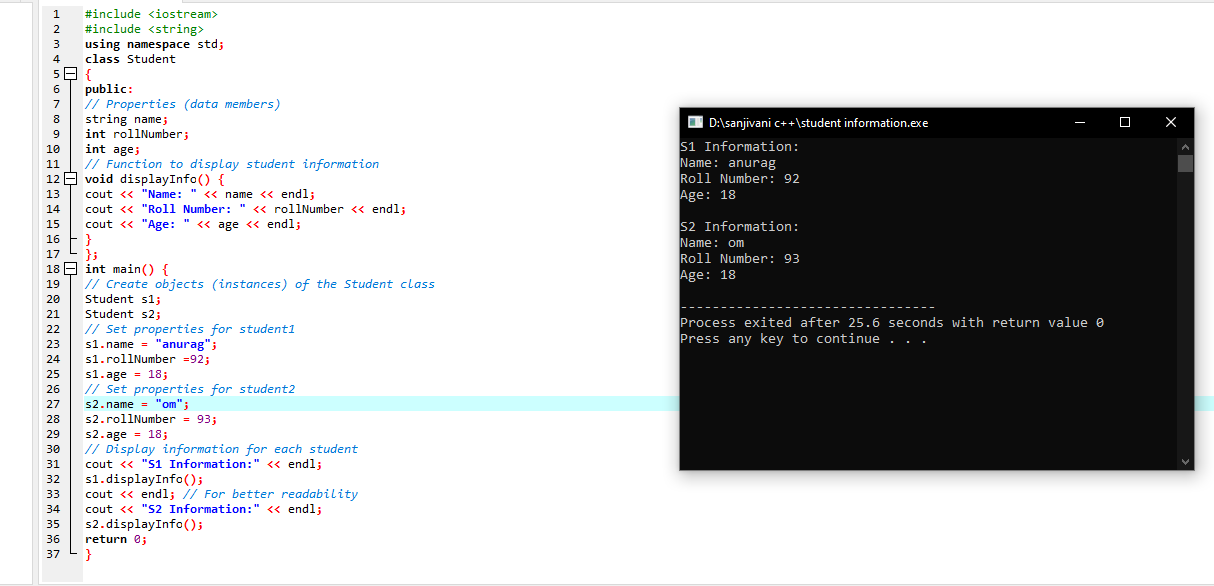 1 #include <iostream>
2 #include <string>
3 using namespace std;
4 class Student
5 {
6 public:
7 // Properties (data members)
8 string name;
9 int rollNumber;
10 int age;
11 // Function to display student information
12 void displayInfo() {
13 cout << "Name: " << name << endl;
14 cout << "Roll Number: " << rollNumber << endl;
15 cout << "Age: " << age << endl;
16 }
17 };
18 int main() {
19 // Create objects (instances) of the Student class
20 Student s1;
21 Student s2;
22 // Set properties for student1
23 s1.name = "anurag";
24 s1.rollNumber =92;
25 s1.age = 18;
26 // Set properties for student2
27 s2.name = "om";
28 s2.rollNumber = 93;
29 s2.age = 18;
30 // Display information for each student
31 cout << "S1 Information:" << endl;
32 s1.displayInfo();
33 cout << endl; // For better readability
34 cout << "S2 Information:" << endl;
35 s2.displayInfo();
36 return 0;
37 }
D:\sanjivani c++\student information.exe
S1 Information:
Name: anurag
Roll Number: 92
Age: 18
S2 Information:
Name: om
Roll Number: 93
Age: 18
--------------------------------
Process exited after 25.6 seconds with return value 0
Press any key to continue . . .